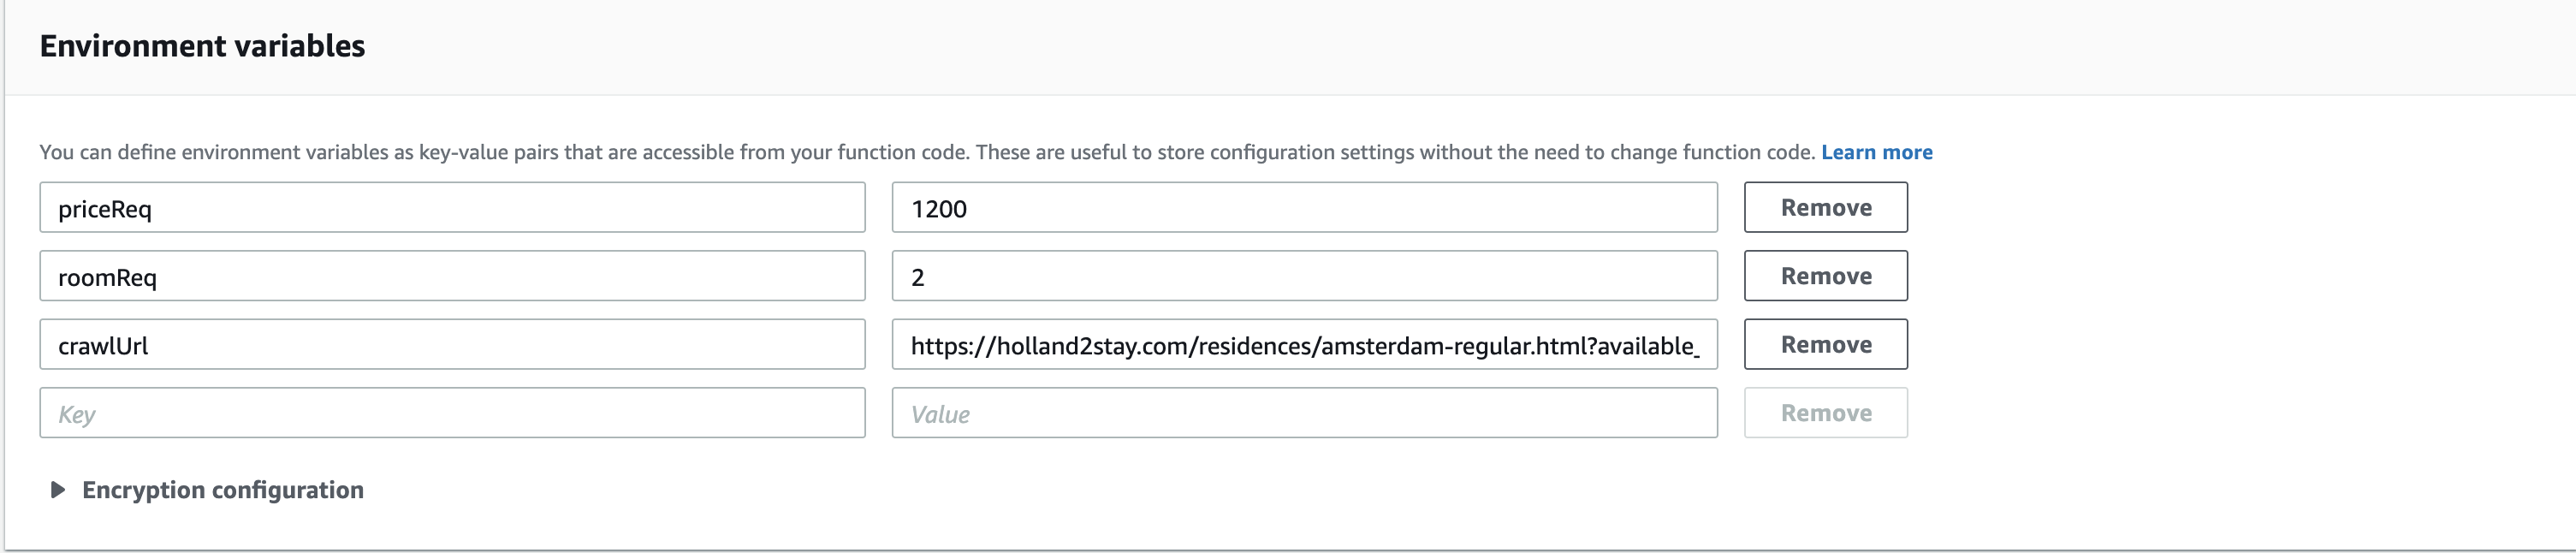 Environment variables
You can define environment variables as key-value pairs that are accessible from your function code. These are useful to store configuration settings without the need to change function code. Learn more
priceReq 1200 Remove
roomReq 2 Remove
crawlUrl https://holland2stay.com/residences/amsterdam-regular.html?available_ Remove
Key Value Remove
Encryption configuration